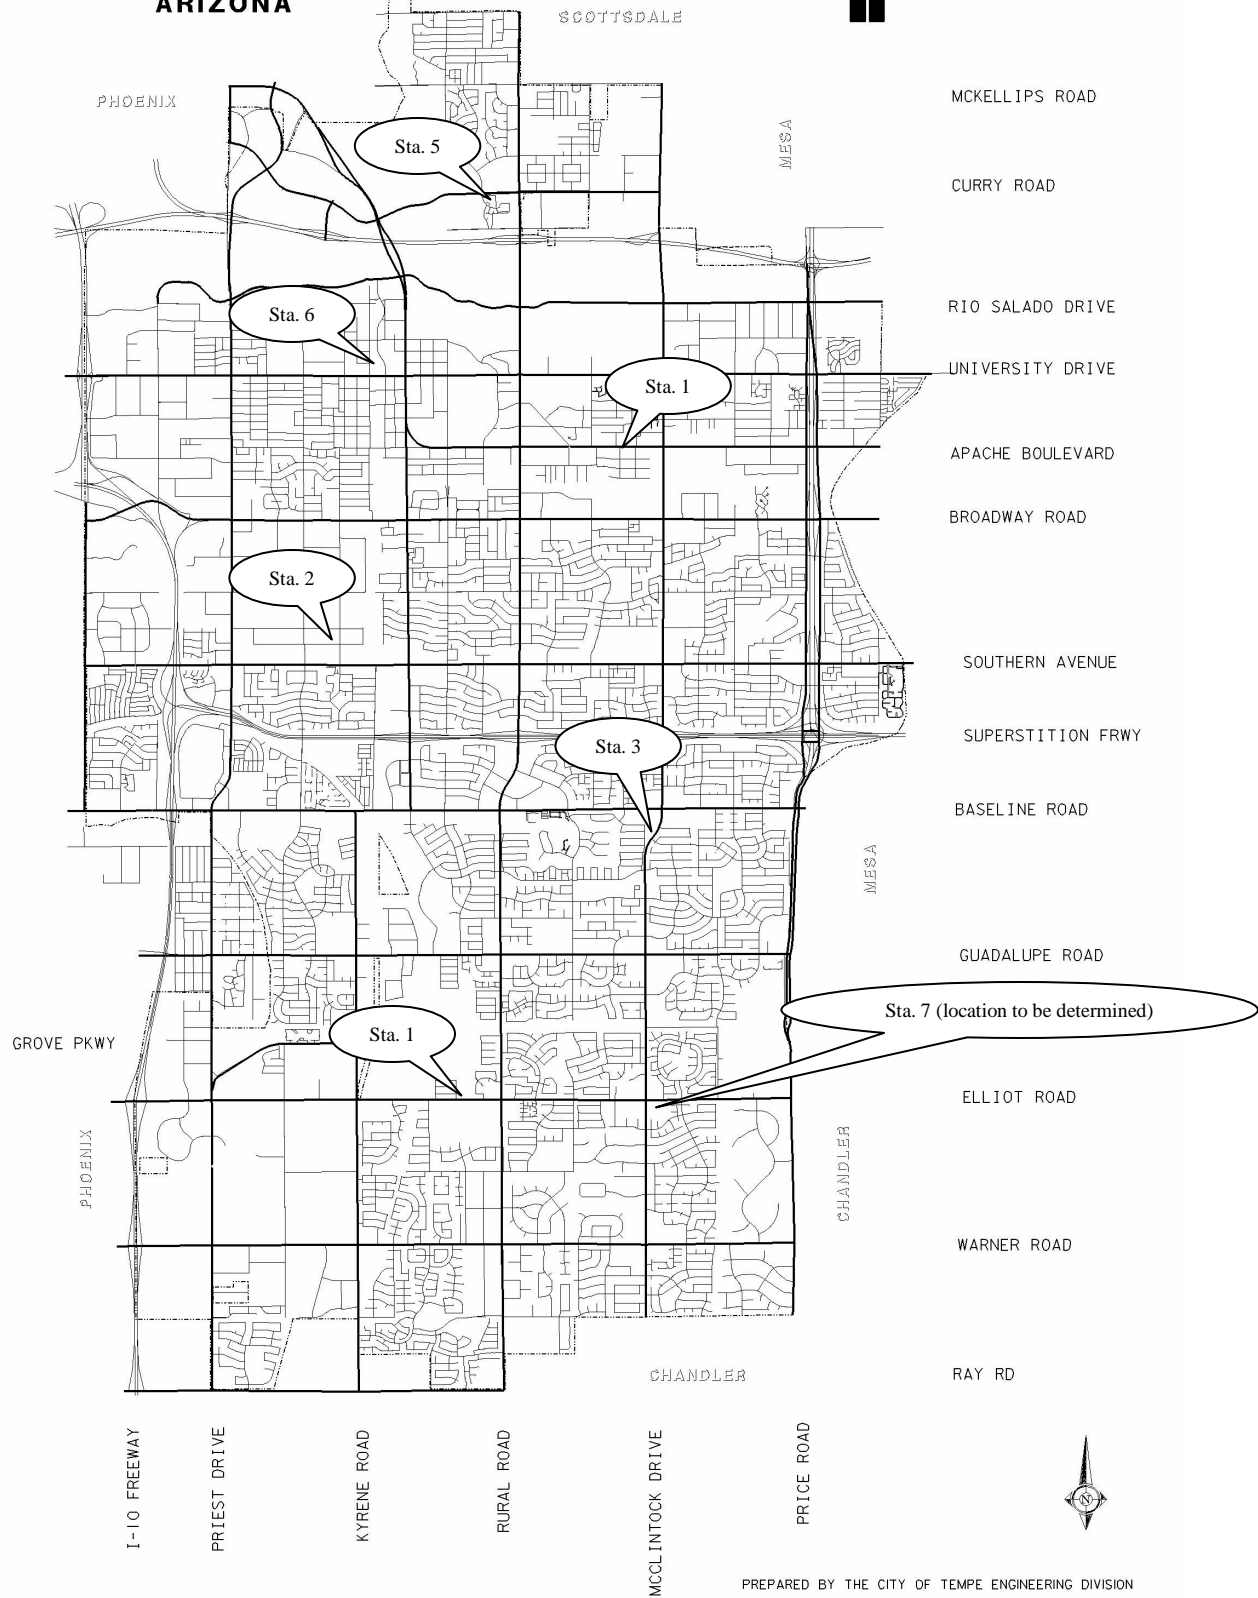 ARIZONA
SCOTTSDALE
PHOENIX
MCKELLIPS ROAD
MESA
Sta. 5
CURRY ROAD
Sta. 6
RIO SALADO DRIVE
UNIVERSITY DRIVE
Sta. 1
APACHE BOULEVARD
BROADWAY ROAD
Sta. 2
SOUTHERN AVENUE
SUPERSTITION FRWY
Sta. 3
BASELINE ROAD
MESA
GUADALUPE ROAD
Sta. 7 (location to be determined)
Sta. 1
GROVE PKWY
ELLIOT ROAD
PHOENIX
CHANDLER
WARNER ROAD
CHANDLER
RAY RD
I-10 FREEWAY
PRIEST DRIVE
KYRENE ROAD
RURAL ROAD
MCCLINTOCK DRIVE
PRICE ROAD
N
PREPARED BY THE CITY OF TEMPE ENGINEERING DIVISION